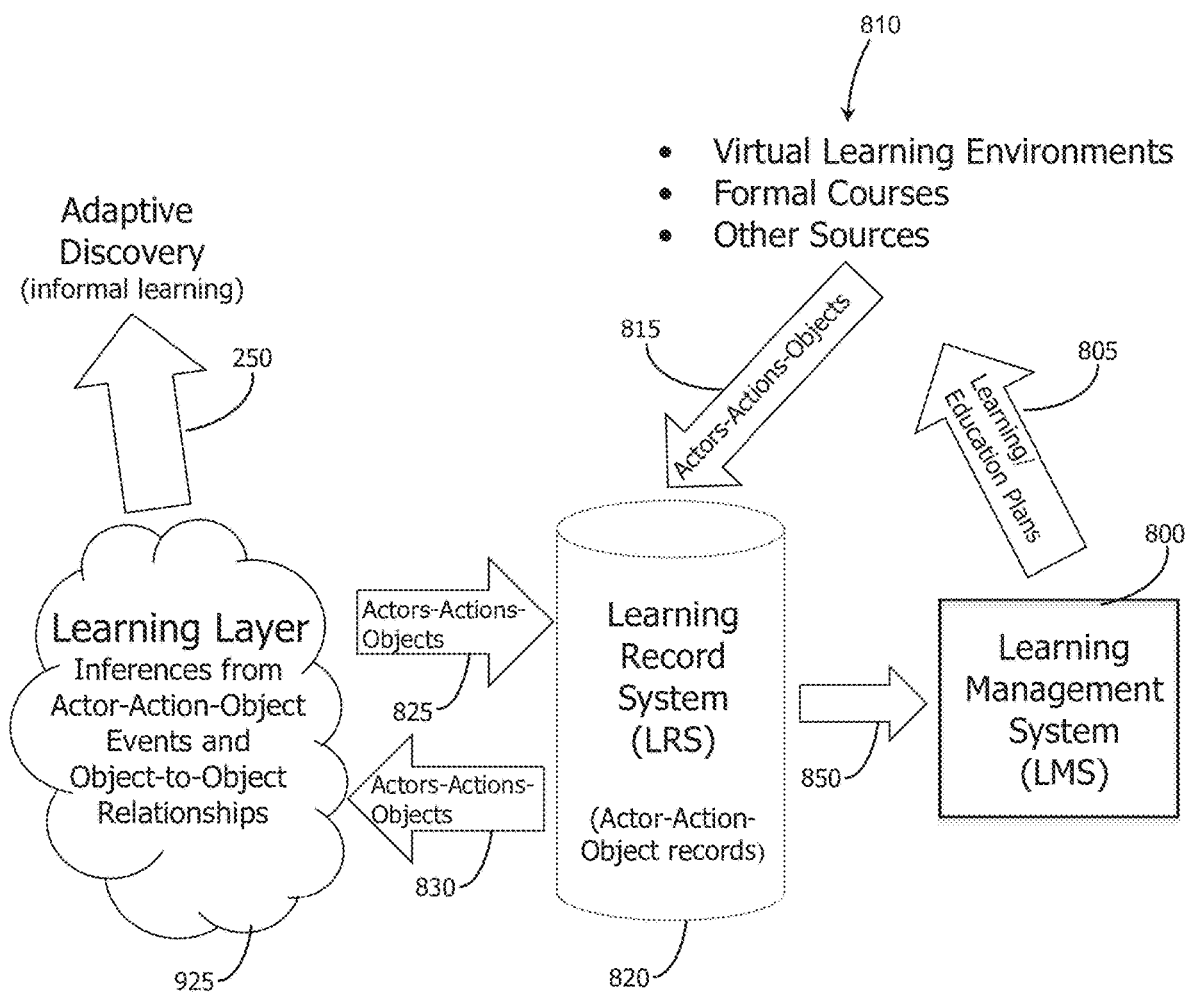 810
• Virtual Learning Environments
• Formal Courses
• Other Sources
Adaptive
Discovery
(informal learning)
250
815
Actors-Actions-Objects
805
Learning/
Education Plans
800
Learning Layer
Inferences from
Actor-Action-Object
Events and
Object-to-Object
Relationships
925
Actors-Actions-
Objects
825
Actors-Actions-
Objects
830
Learning
Record
System
(LRS)
(Actor-Action-
Object records)
820
850
Learning
Management
System
(LMS)